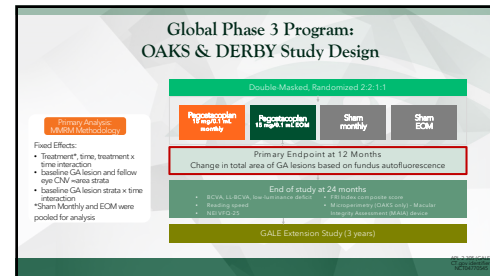 Global Phase 3 Program:
OAKS & DERBY Study Design
Double-Masked, Randomized 2:2:1:1
Pegcetacoplan
15 mg/0.1 mL
monthly
Pegcetacoplan
15 mg/0.1 mL EOM
Sham
monthly
Sham
EOM
Primary Analysis:
MMRM Methodology
Fixed Effects:
• Treatment*, time, treatment x
time interaction
• baseline GA lesion and fellow
eye CNV –area strata
• baseline GA lesion strata x time
interaction
*Sham Monthly and EOM were
pooled for analysis
Primary Endpoint at 12 Months
Change in total area of GA lesions based on fundus autofluorescence
End of study at 24 months
• BCVA, LL-BCVA, low-luminance deficit
• Reading speed
• NEI VFQ-25
• FRI Index composite score
• Microperimetry (OAKS only) - Macular
Integrity Assessment (MAIA) device
GALE Extension Study (3 years)